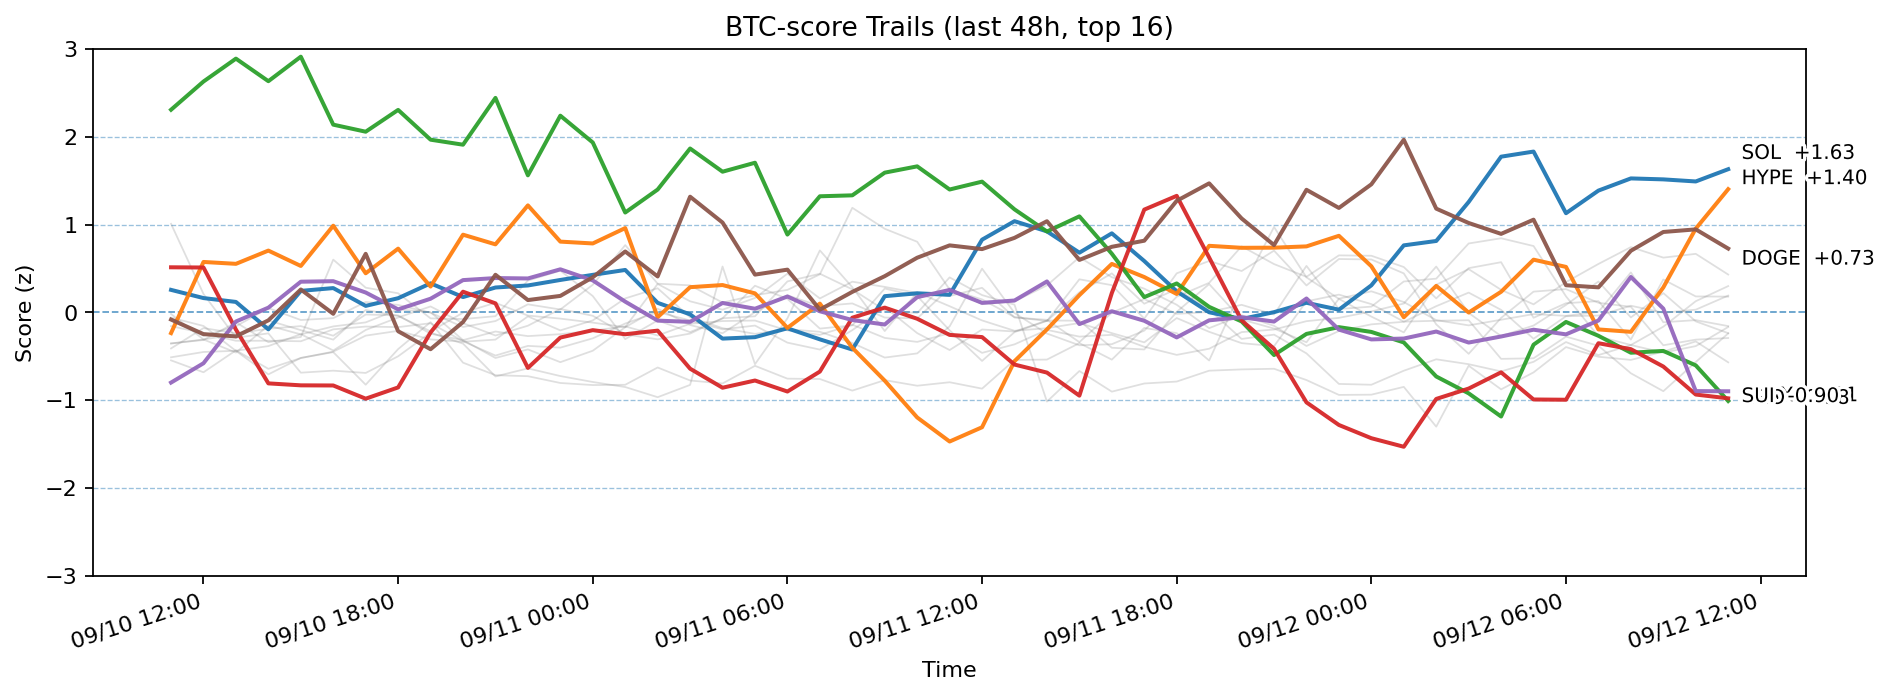 BTC-score Trails (last 48h, top 16)
Score (z)
3
2
1
0
−1
−2
−3
SOL +1.63
HYPE +1.40
DOGE +0.73
09/10 12:00
09/10 18:00
09/11 00:00
09/11 06:00
09/11 12:00
09/11 18:00
09/12 00:00
09/12 06:00
09/12 12:00
Time